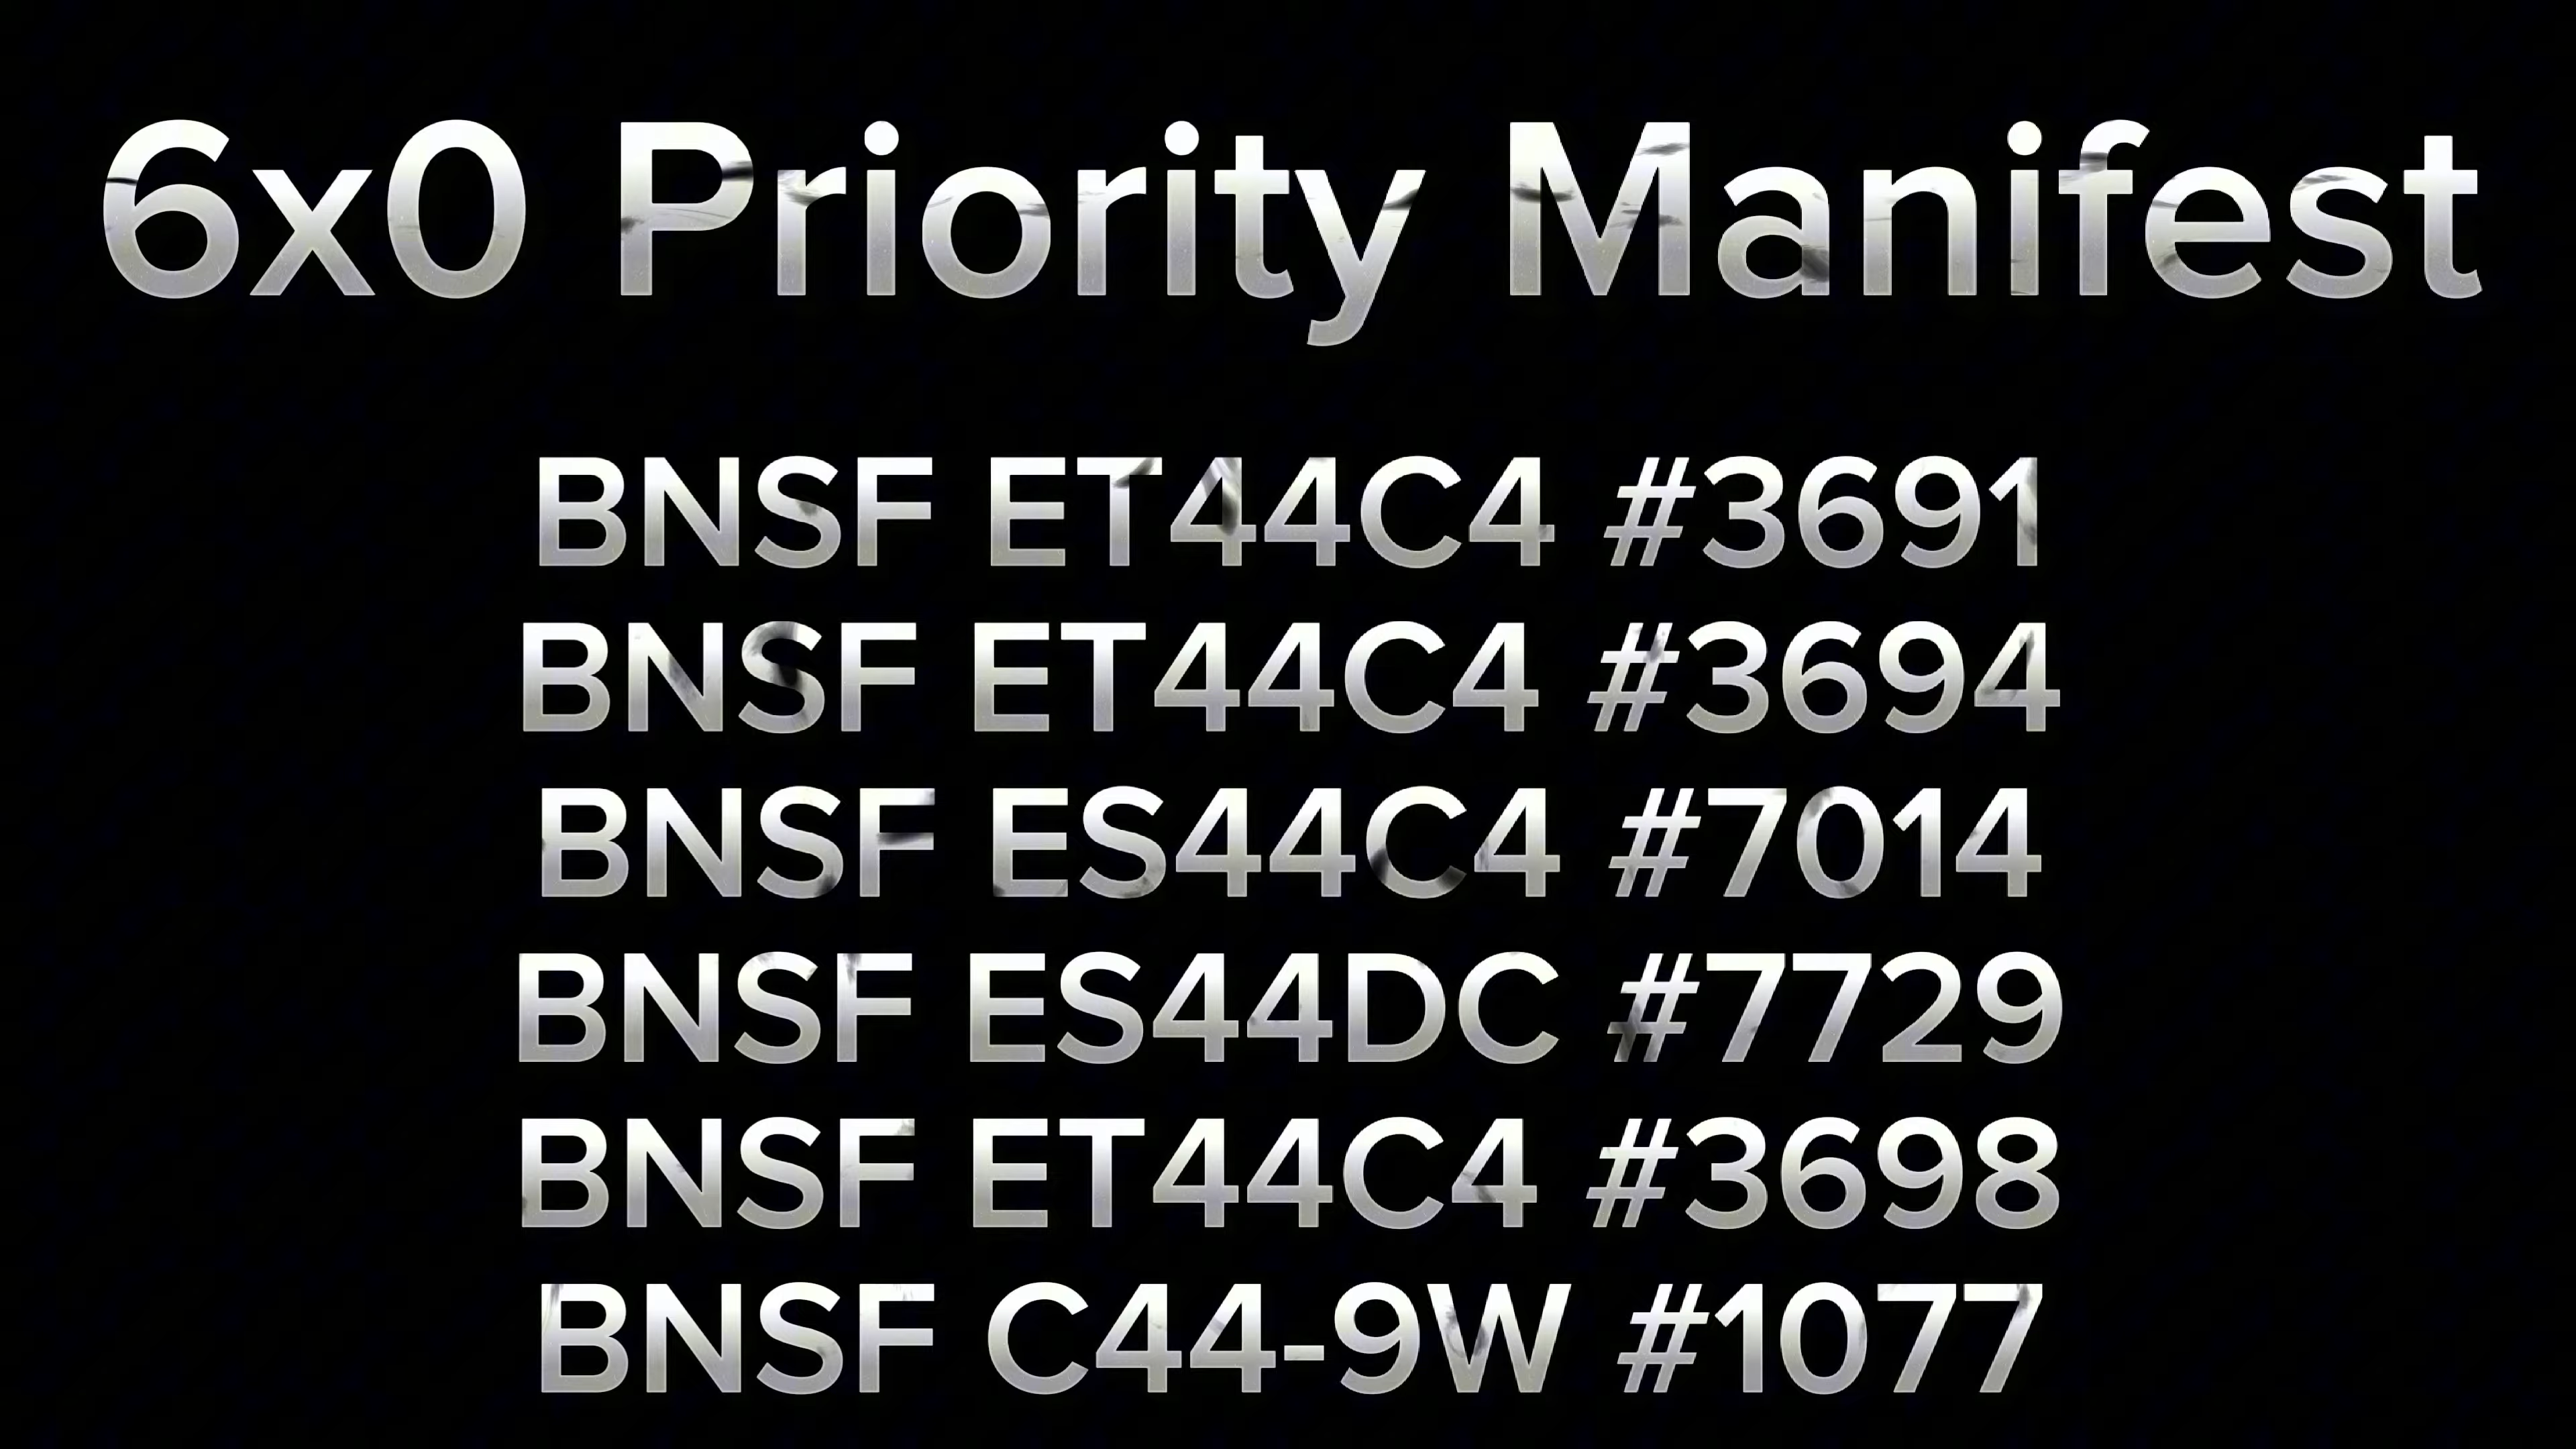 6x0 Priority Manifest
BNSF ET44C4 #3691
BNSF ET44C4 #3694
BNSF ES44C4 #7014
BNSF ES44DC #7729
BNSF ET44C4 #3698
BNSF C44-9W #1077